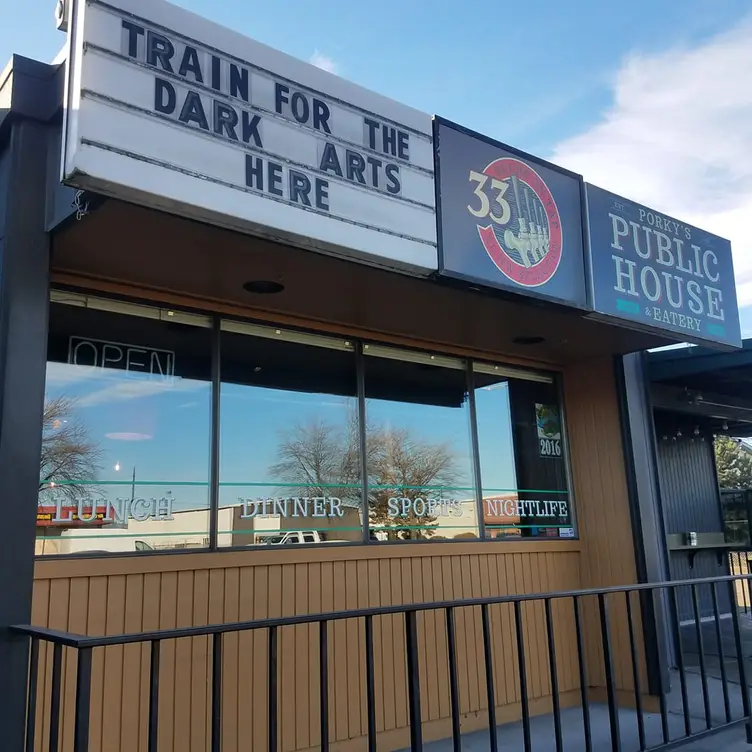 TRAIN FOR THE
DARK ARTS
HERE
33
PORKY'S
PUBLIC
HOUSE
& EATERY
OPEN
2016
LUNCH
DINNER
SPORTS
NIGHTLIFE